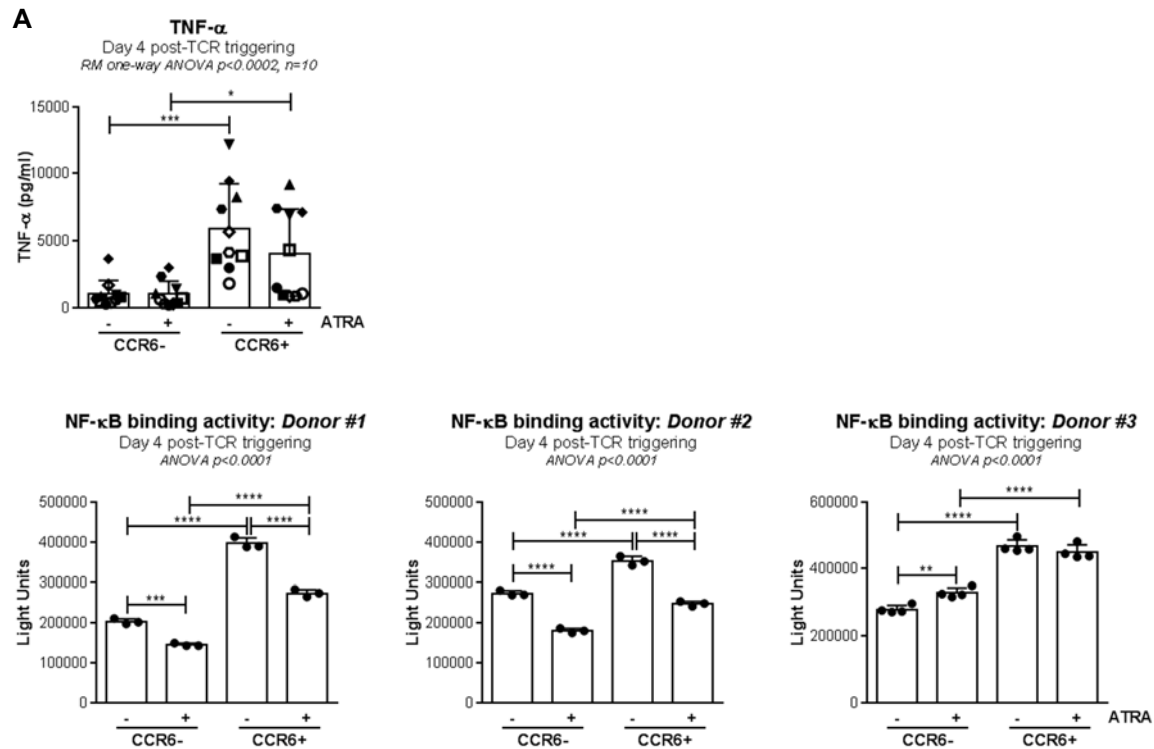 A
TNF-α
Day 4 post-TCR triggering
RM one-way ANOVA p<0.0002, n=10
*
***
15000
10000
5000
0
TNF-α (pg/ml)
- + - + ATRA
CCR6- CCR6+
NF-κB binding activity: Donor #1
Day 4 post-TCR triggering
ANOVA p<0.0001
500000
400000
300000
200000
100000
0
Light Units
****
**** ****
***
- + - +
CCR6- CCR6+
NF-κB binding activity: Donor #2
Day 4 post-TCR triggering
ANOVA p<0.0001
500000
400000
300000
200000
100000
0
Light Units
****
**** ****
****
- + - +
CCR6- CCR6+
NF-κB binding activity: Donor #3
Day 4 post-TCR triggering
ANOVA p<0.0001
600000
400000
200000
0
Light Units
****
****
**
- + - + ATRA
CCR6- CCR6+